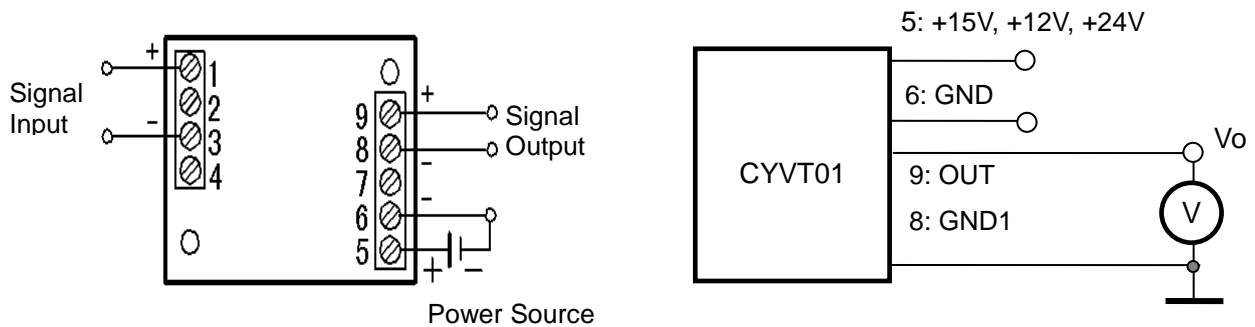 Signal
Input
+
-
1
2
3
4
9
8
7
6
5
+
-
-
+
-
Signal
Output
Power Source
CYVT01
5: +15V, +12V, +24V
6: GND
9: OUT
8: GND1
Vo
V